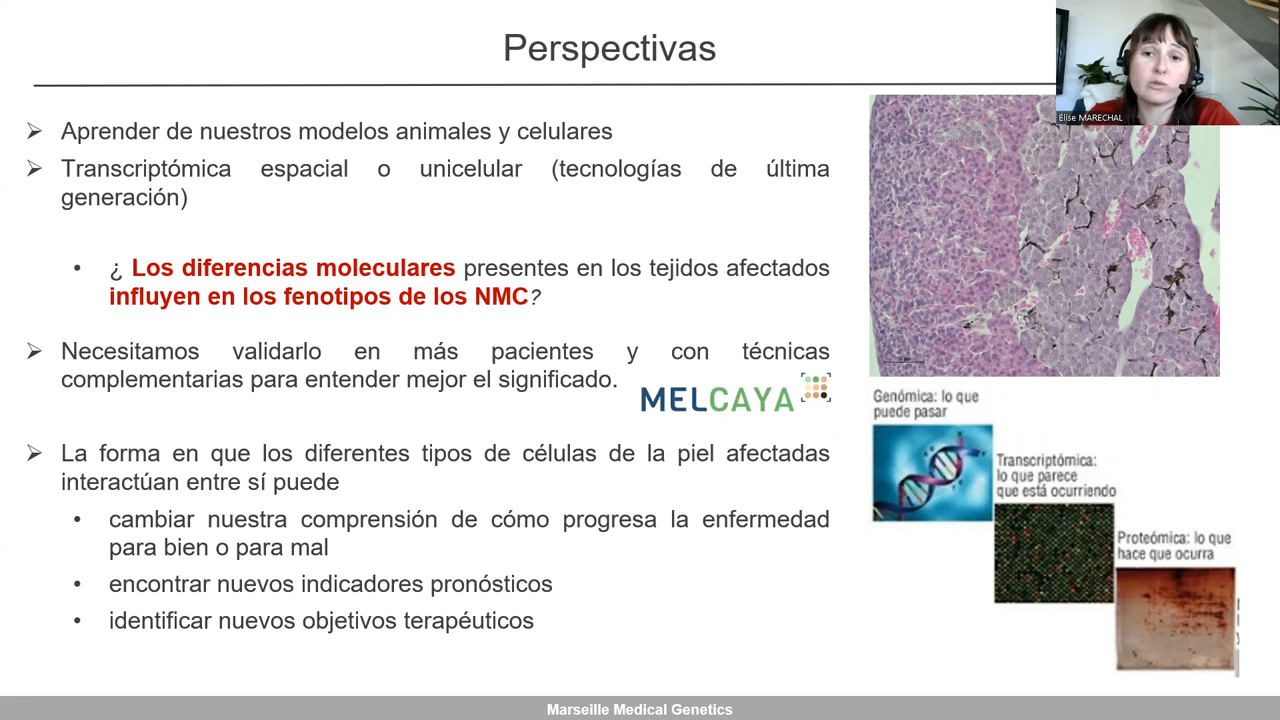 Perspectivas
Élise MARECHAL
➢ Aprender de nuestros modelos animales y celulares
➢ Transcriptómica espacial o unicelular (tecnologías de última
generación)
• ¿ Los diferencias moleculares presentes en los tejidos afectados
influyen en los fenotipos de los NMC?
➢ Necesitamos validarlo en más pacientes y con técnicas
complementarias para entender mejor el significado.
MELCAYA
➢ La forma en que los diferentes tipos de células de la piel afectadas
interactúan entre sí puede
• cambiar nuestra comprensión de cómo progresa la enfermedad
para bien o para mal
• encontrar nuevos indicadores pronósticos
• identificar nuevos objetivos terapéuticos
Genómica: lo que
puede pasar
Transcriptómica:
lo que parece
que está ocurriendo
Proteómica: lo que
hace que ocurra
Marseille Medical Genetics